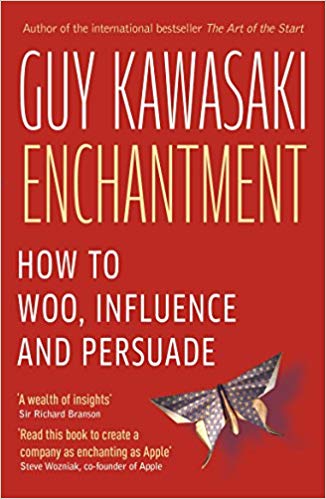 Author of the international bestseller The Art of the Start
GUY KAWASAKI
ENCHANTMENT
HOW TO
WOO, INFLUENCE
AND PERSUADE
'A wealth of insights'
Sir Richard Branson
'Read this book to create a
company as enchanting as Apple'
Steve Wozniak, co-founder of Apple